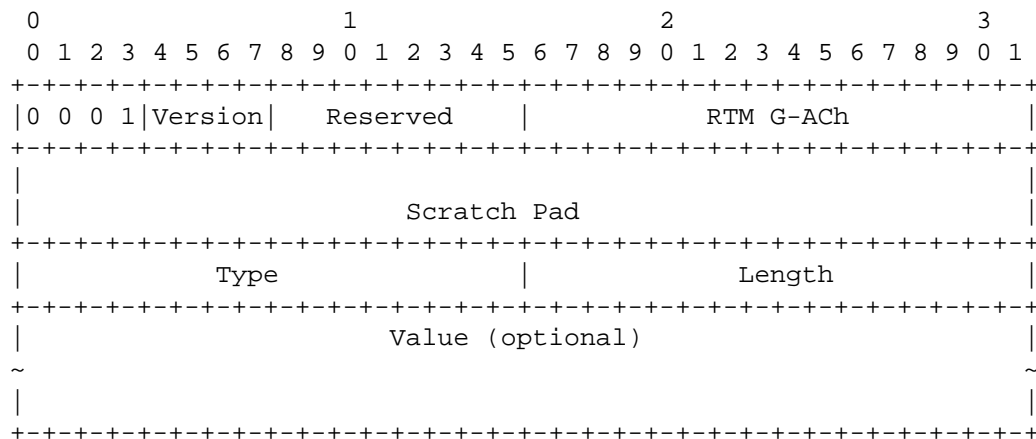 0                   1                   2                   3
 0 1 2 3 4 5 6 7 8 9 0 1 2 3 4 5 6 7 8 9 0 1 2 3 4 5 6 7 8 9 0 1
+-+-+-+-+-+-+-+-+-+-+-+-+-+-+-+-+-+-+-+-+-+-+-+-+-+-+-+-+-+-+-+-+
|0 0 0 1|Version|   Reserved    |           RTM G-ACh           |
+-+-+-+-+-+-+-+-+-+-+-+-+-+-+-+-+-+-+-+-+-+-+-+-+-+-+-+-+-+-+-+-+
|                                                               |
|                        Scratch Pad                            |
+-+-+-+-+-+-+-+-+-+-+-+-+-+-+-+-+-+-+-+-+-+-+-+-+-+-+-+-+-+-+-+-+
|            Type               |             Length            |
+-+-+-+-+-+-+-+-+-+-+-+-+-+-+-+-+-+-+-+-+-+-+-+-+-+-+-+-+-+-+-+-+
|                       Value (optional)                        |
~                                                               ~
|                                                               |
+-+-+-+-+-+-+-+-+-+-+-+-+-+-+-+-+-+-+-+-+-+-+-+-+-+-+-+-+-+-+-+-+